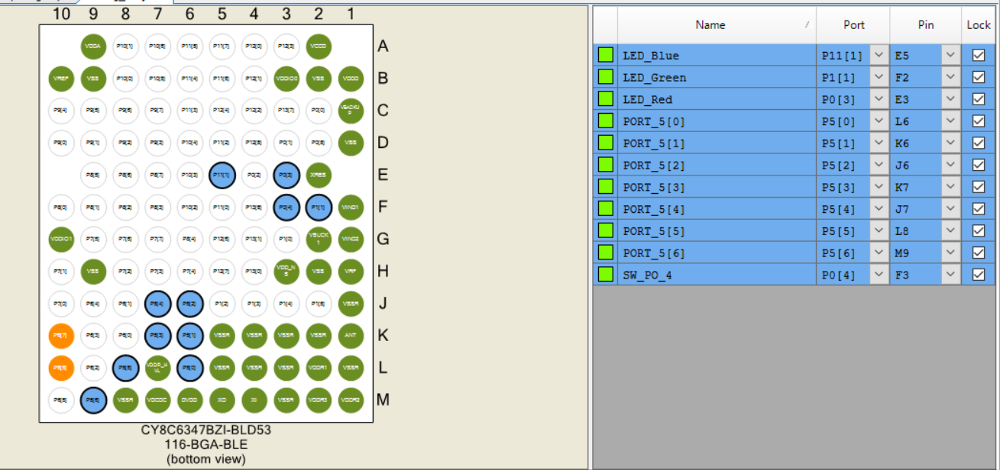 10 9 8 7 6 5 4 3 2 1
VDDA P10[1] P10[6] P11[5] P11[7] P12[0] P12[3] VCCD A
VREF VSS P10[0] P10[5] P11[4] P11[6] P12[1] VDDIO0 VSS VDDD B
P9[4] P9[5] P9[6] P9[7] P11[3] P12[4] P12[2] P13[7] P0[0] VBACKUP C
P9[0] P9[1] P9[2] P9[3] P10[4] P11[2] P12[5] P0[1] P0[5] VSS D
P8[5] P8[6] P8[7] P10[3] P11[1] P0[2] P0[3] XRES E
P8[0] P8[1] P8[2] P8[3] P10[2] P11[0] P13[6] P0[4] P1[1] VIND1 F
VDDIO1 P7[5] P7[6] P7[7] P8[4] P12[6] P13[1] P1[0] VBUCK1 VIND2 G
P7[1] VSS P7[2] P7[3] P7[4] P12[7] P13[0] VDD_NS VSS VRF H
P7[0] P6[4] P6[1] P5[4] P5[2] P1[2] P1[3] P1[4] P1[5] VSSR J
P6[7] P6[3] P6[0] P5[3] P5[1] VSSR VSSR VSSR VSSR ANT K
P6[6] P6[2] P5[5] VDDR_HVL P5[0] VSSR VSSR VSSR VDDR1 VSSR L
P6[5] P5[6] VSSR VDCDC DVDD XO XI VSSR VDDR3 VDDR2 M
CY8C6347BZI-BLD53
116-BGA-BLE
(bottom view)
Name Port Pin Lock
LED_Blue P11[1] E5
LED_Green P1[1] F2
LED_Red P0[3] E3
PORT_5[0] P5[0] L6
PORT_5[1] P5[1] K6
PORT_5[2] P5[2] J6
PORT_5[3] P5[3] K7
PORT_5[4] P5[4] J7
PORT_5[5] P5[5] L8
PORT_5[6] P5[6] M9
SW_PO_4 P0[4] F3